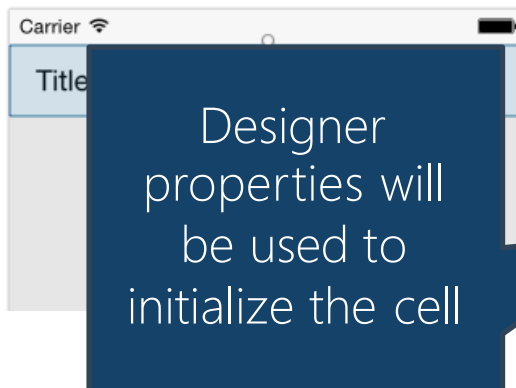 Carrier
Title
Designer
properties will
be used to
initialize the cell